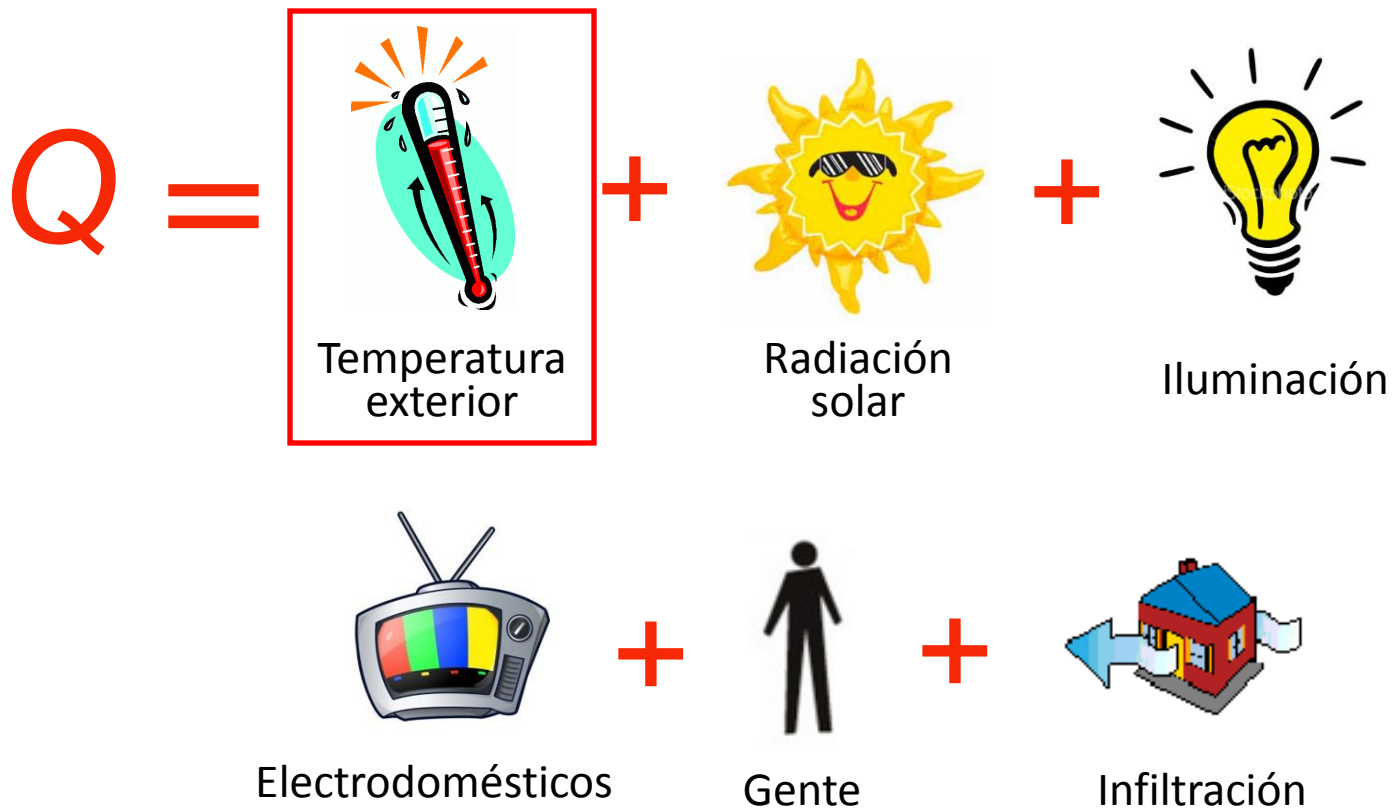 Q = + +
Temperatura
exterior
Radiación
solar
Iluminación
+ +
Electrodomésticos
Gente
Infiltración